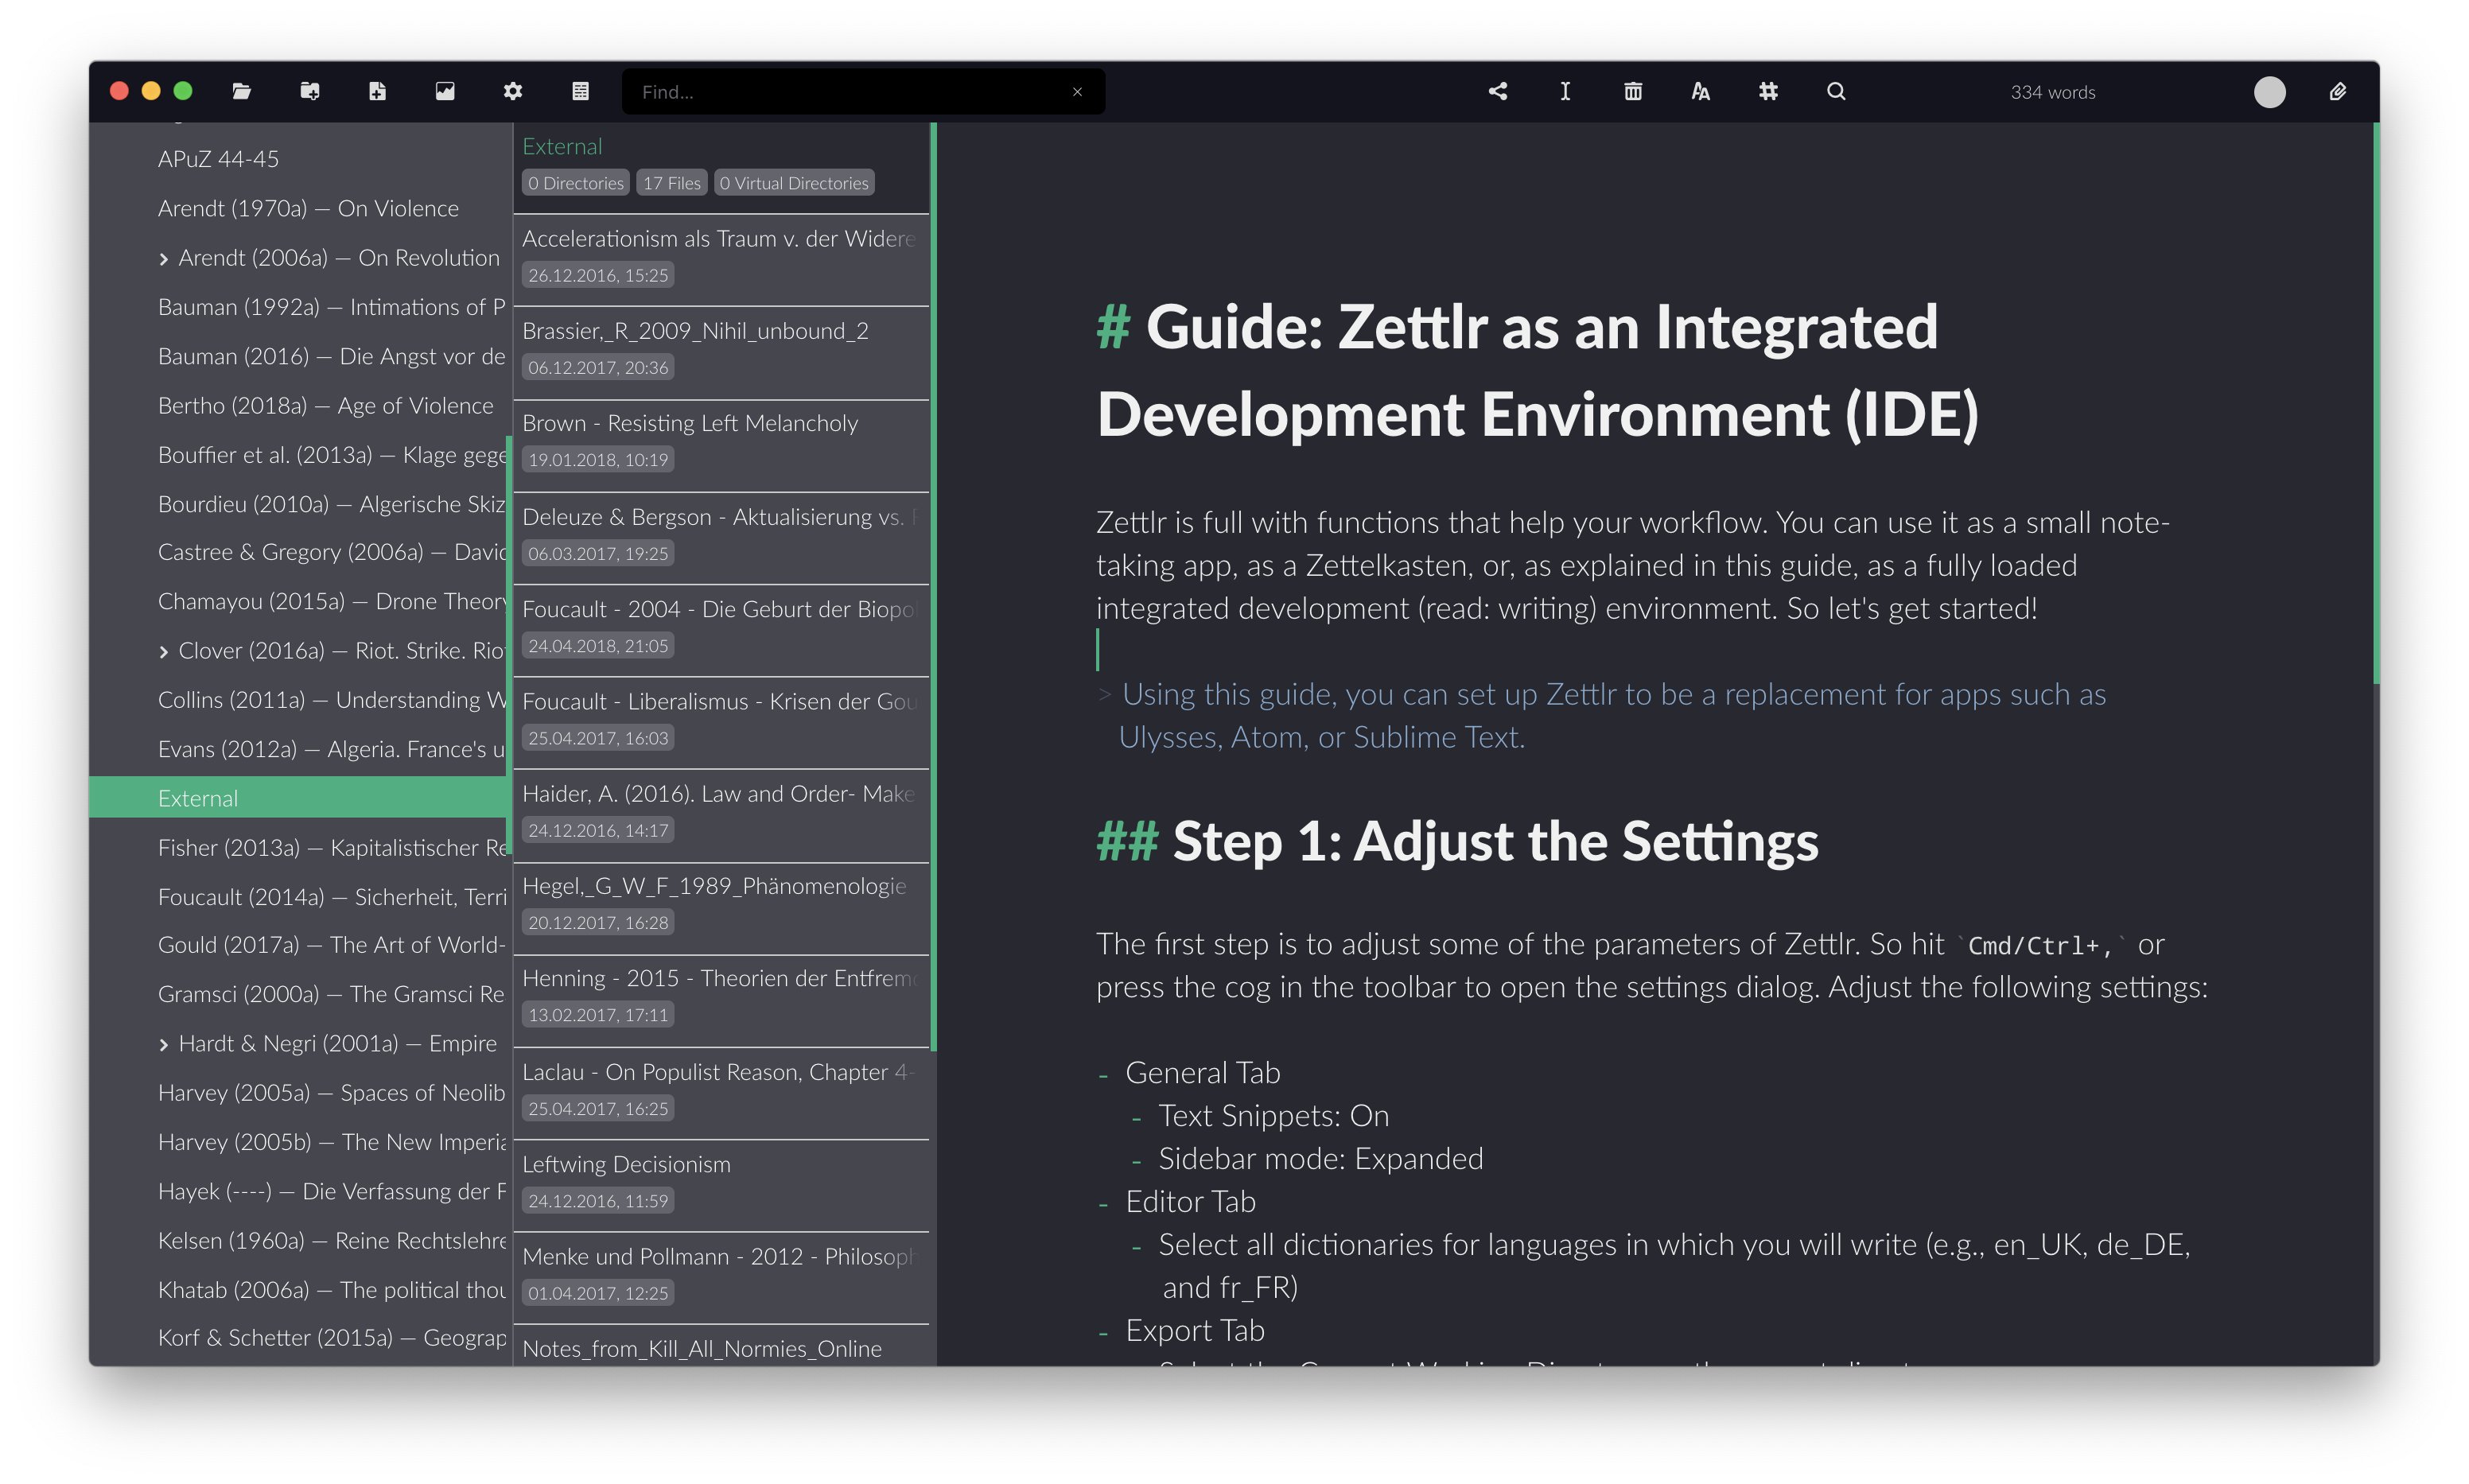 Find...
334 words
APuZ 44-45
Arendt (1970a) — On Violence
Arendt (2006a) — On Revolution
Bauman (1992a) — Intimations of P
Bauman (2016) — Die Angst vor de
Bertho (2018a) — Age of Violence
Bouffier et al. (2013a) — Klage gege
Bourdieu (2010a) — Algerische Skiz
Castree & Gregory (2006a) — David
Chamayou (2015a) — Drone Theory
Clover (2016a) — Riot. Strike. Riot
Collins (2011a) — Understanding W
Evans (2012a) — Algeria. France's u
External
Fisher (2013a) — Kapitalistischer Re
Foucault (2014a) — Sicherheit, Terri
Gould (2017a) — The Art of World-
Gramsci (2000a) — The Gramsci Re
Hardt & Negri (2001a) — Empire
Harvey (2005a) — Spaces of Neolib
Harvey (2005b) — The New Imperia
Hayek (----) — Die Verfassung der F
Kelsen (1960a) — Reine Rechtslehre
Khatab (2006a) — The political thou
Korf & Schetter (2015a) — Geograp
External
0 Directories 17 Files 0 Virtual Directories
Accelerationism als Traum v. der Widere
26.12.2016, 15:25
Brassier,_R_2009_Nihil_unbound_2
06.12.2017, 20:36
Brown - Resisting Left Melancholy
19.01.2018, 10:19
Deleuze & Bergson - Aktualisierung vs.
06.03.2017, 19:25
Foucault - 2004 - Die Geburt der Biopol
24.04.2018, 21:05
Foucault - Liberalismus - Krisen der Gou
25.04.2017, 16:03
Haider, A. (2016). Law and Order- Make
24.12.2016, 14:17
Hegel,_G_W_F_1989_Phänomenologie
20.12.2017, 16:28
Henning - 2015 - Theorien der Entfremd
13.02.2017, 17:11
Laclau - On Populist Reason, Chapter 4-
25.04.2017, 16:25
Leftwing Decisionism
24.12.2016, 11:59
Menke und Pollmann - 2012 - Philosoph
01.04.2017, 12:25
Notes_from_Kill_All_Normies_Online
# Guide: Zettlr as an Integrated
Development Environment (IDE)
Zettlr is full with functions that help your workflow. You can use it as a small note-
taking app, as a Zettelkasten, or, as explained in this guide, as a fully loaded
integrated development (read: writing) environment. So let's get started!
> Using this guide, you can set up Zettlr to be a replacement for apps such as
Ulysses, Atom, or Sublime Text.
## Step 1: Adjust the Settings
The first step is to adjust some of the parameters of Zettlr. So hit `Cmd/Ctrl+,` or
press the cog in the toolbar to open the settings dialog. Adjust the following settings:
- General Tab
- Text Snippets: On
- Sidebar mode: Expanded
- Editor Tab
- Select all dictionaries for languages in which you will write (e.g., en_UK, de_DE,
and fr_FR)
- Export Tab